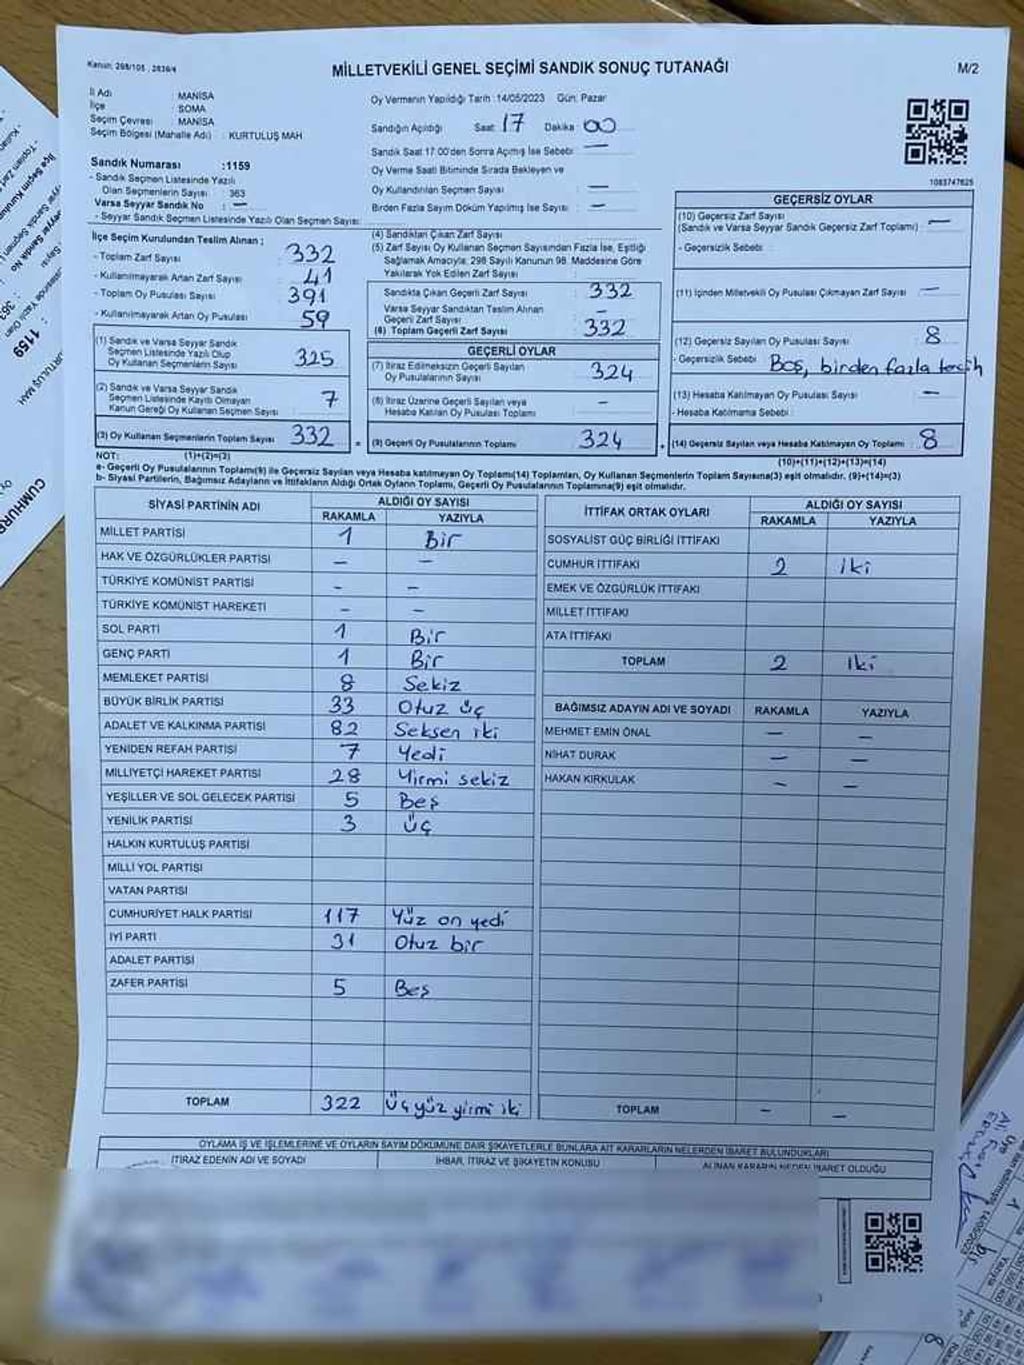 Kanun: 298/105 , 2839/4
MİLLETVEKİLİ GENEL SEÇİMİ SANDIK SONUÇ TUTANAĞI
M/2
İl Adı : MANİSA
İlçe : SOMA
Seçim Çevresi : MANİSA
Seçim Bölgesi (Mahalle Adı) : KURTULUŞ MAH
Oy Vermenin Yapıldığı Tarih :14/05/2023 Gün: Pazar
Sandığın Açıldığı Saat: 17 Dakika: 00
Sandık Saat 17.00'den Sonra Açılmış İse Sebebi: —
Oy Verme Saati Bitiminde Sırada Bekleyen ve
Oy Kullandırılan Seçmen Sayısı : —
Birden Fazla Sayım Döküm Yapılmış İse Sayısı : —
1083747625
Sandık Numarası :1159
- Sandık Seçmen Listesinde Yazılı
Olan Seçmenlerin Sayısı : 363
Varsa Seyyar Sandık No : —
- Seyyar Sandık Seçmen Listesinde Yazılı Olan Seçmen Sayısı:
İlçe Seçim Kurulundan Teslim Alınan ;
- Toplam Zarf Sayısı : 332
- Kullanılmayarak Artan Zarf Sayısı : 41
- Toplam Oy Pusulası Sayısı : 391
- Kullanılmayarak Artan Oy Pusulası : 59
(1) Sandık ve Varsa Seyyar Sandık
Seçmen Listesinde Yazılı Olup
Oy Kullanan Seçmenlerin Sayısı : 325
(2) Sandık ve Varsa Seyyar Sandık
Seçmen Listesinde Kayıtlı Olmayan
Kanun Gereği Oy Kullanan Seçmen Sayısı : 7
(3) Oy Kullanan Seçmenlerin Toplam Sayısı : 332
(1)+(2)=(3)
(4) Sandıktan Çıkan Zarf Sayısı :
(5) Zarf Sayısı Oy Kullanan Seçmen Sayısından Fazla İse, Eşitliği
Sağlamak Amacıyla; 298 Sayılı Kanunun 98. Maddesine Göre
Yakılarak Yok Edilen Zarf Sayısı :
Sandıkta Çıkan Geçerli Zarf Sayısı : 332
Varsa Seyyar Sandıktan Teslim Alınan
Geçerli Zarf Sayısı : —
(6) Toplam Geçerli Zarf Sayısı : 332
GEÇERLİ OYLAR
(7) İtiraz Edilmeksizin Geçerli Sayılan
Oy Pusulalarının Sayısı : 324
(8) İtiraz Üzerine Geçerli Sayılan veya
Hesaba Katılan Oy Pusulası Toplamı : —
= (9) Geçerli Oy Pusulalarının Toplamı : 324
GEÇERSİZ OYLAR
(10) Geçersiz Zarf Sayısı
(Sandık ve Varsa Seyyar Sandık Geçersiz Zarf Toplamı) : —
- Geçersizlik Sebebi :
(11) İçinden Milletvekili Oy Pusulası Çıkmayan Zarf Sayısı : —
(12) Geçersiz Sayılan Oy Pusulası Sayısı : 8
- Geçersizlik Sebebi : Boş, birden fazla tercih
(13) Hesaba Katılmayan Oy Pusulası Sayısı : —
- Hesaba Katılmama Sebebi :
+ (14) Geçersiz Sayılan veya Hesaba Katılmayan Oy Toplamı : 8
(10)+(11)+(12)+(13)=(14)
NOT:
a- Geçerli Oy Pusulalarının Toplamı(9) ile Geçersiz Sayılan veya Hesaba katılmayan Oy Toplamı(14) Toplamları, Oy Kullanan Seçmenlerin Toplam Sayısına(3) eşit olmalıdır. (9)+(14)=(3)
b- Siyasi Partilerin, Bağımsız Adayların ve İttifakların Aldığı Ortak Oyların Toplamı, Geçerli Oy Pusulalarının Toplamına(9) eşit olmalıdır.
SİYASİ PARTİNİN ADI ALDIĞI OY SAYISI
RAKAMLA YAZIYLA
MİLLET PARTİSİ 1 Bir
HAK VE ÖZGÜRLÜKLER PARTİSİ — —
TÜRKİYE KOMÜNİST PARTİSİ — —
TÜRKİYE KOMÜNİST HAREKETİ — —
SOL PARTİ 1 Bir
GENÇ PARTİ 1 Bir
MEMLEKET PARTİSİ 8 Sekiz
BÜYÜK BİRLİK PARTİSİ 33 Otuz üç
ADALET VE KALKINMA PARTİSİ 82 Seksen iki
YENİDEN REFAH PARTİSİ 7 Yedi
MİLLİYETÇİ HAREKET PARTİSİ 28 Yirmi sekiz
YEŞİLLER VE SOL GELECEK PARTİSİ 5 Beş
YENİLİK PARTİSİ 3 üç
HALKIN KURTULUŞ PARTİSİ
MİLLİ YOL PARTİSİ
VATAN PARTİSİ
CUMHURİYET HALK PARTİSİ 117 Yüz on yedi
İYİ PARTİ 31 Otuz bir
ADALET PARTİSİ
ZAFER PARTİSİ 5 Beş
TOPLAM 322 Üç yüz yirmi iki
İTTİFAK ORTAK OYLARI ALDIĞI OY SAYISI
RAKAMLA YAZIYLA
SOSYALİST GÜÇ BİRLİĞİ İTTİFAKI
CUMHUR İTTİFAKI 2 iki
EMEK VE ÖZGÜRLÜK İTTİFAKI
MİLLET İTTİFAKI
ATA İTTİFAKI
TOPLAM 2 iki
BAĞIMSIZ ADAYIN ADI VE SOYADI RAKAMLA YAZIYLA
MEHMET EMİN ÖNAL — —
NİHAT DURAK — —
HAKAN KIRKULAK — —
TOPLAM — —
OYLAMA İŞ VE İŞLEMLERİNE VE OYLARIN SAYIM DÖKÜMÜNE DAİR ŞİKAYETLERLE BUNLARA AİT KARARLARIN NELERDEN İBARET BULUNDUKLARI
İTİRAZ EDENİN ADI VE SOYADI İHBAR, İTİRAZ VE ŞİKAYETİN KONUSU ALINAN KARARIN NEDEN İBARET OLDUĞU